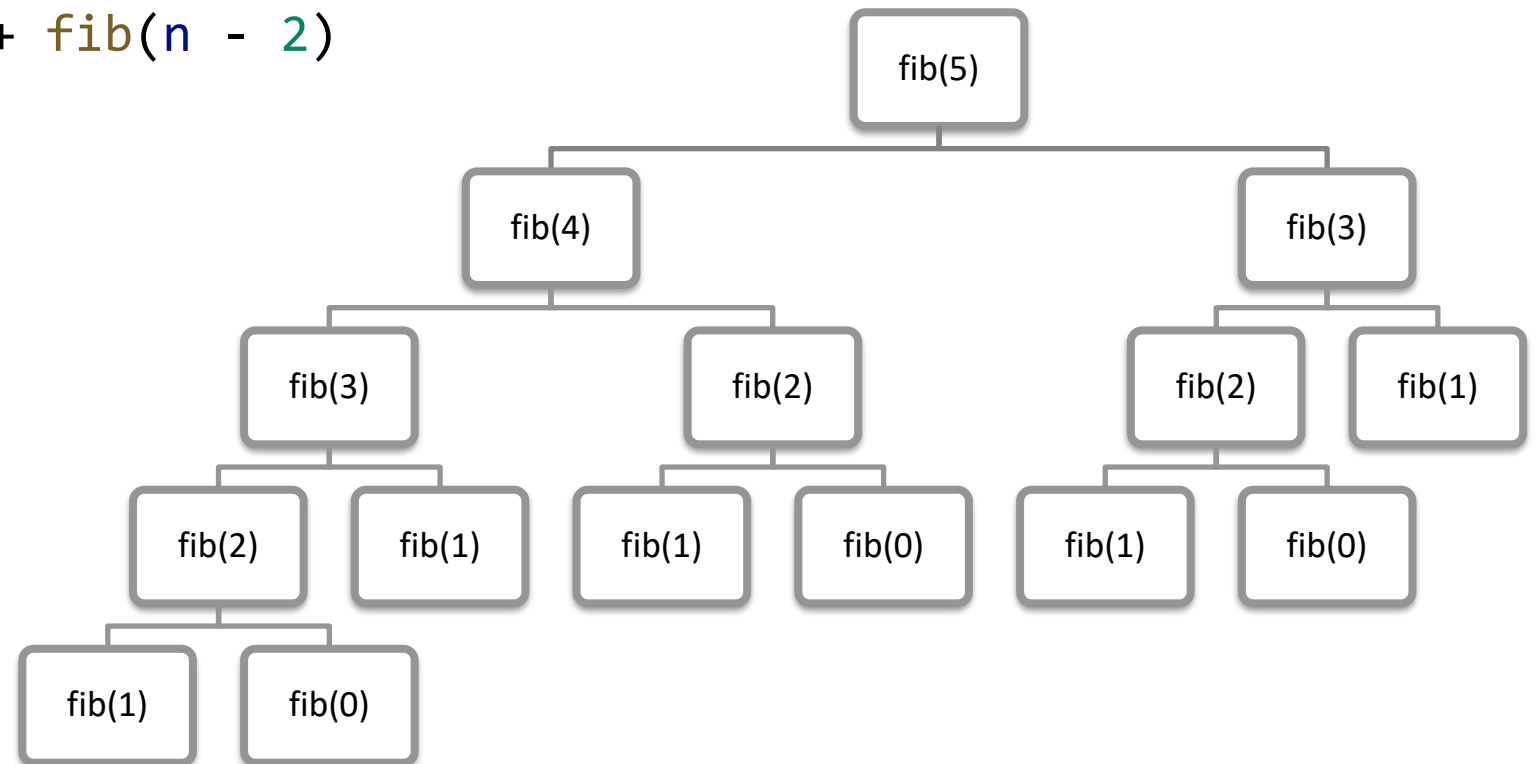 + fib(n - 2)
fib(5)
fib(4)
fib(3)
fib(3)
fib(2)
fib(2)
fib(1)
fib(2)
fib(1)
fib(1)
fib(0)
fib(1)
fib(0)
fib(1)
fib(0)